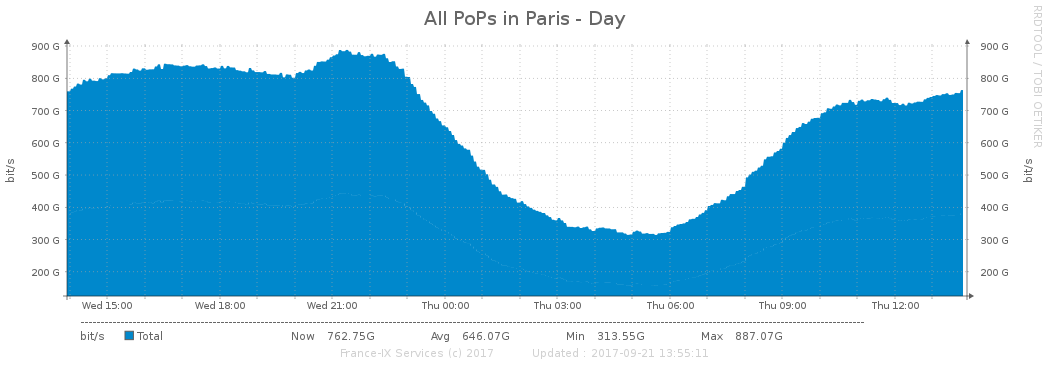 All PoPs in Paris - Day
RRDTOOL / TOBI OETIKER
bit/s
bit/s
900 G 900 G
800 G 800 G
700 G 700 G
600 G 600 G
500 G 500 G
400 G 400 G
300 G 300 G
200 G 200 G
Wed 15:00 Wed 18:00 Wed 21:00 Thu 00:00 Thu 03:00 Thu 06:00 Thu 09:00 Thu 12:00
bit/s Total Now 762.75G Avg 646.07G Min 313.55G Max 887.07G
France-IX Services (c) 2017 Updated : 2017-09-21 13:55:11